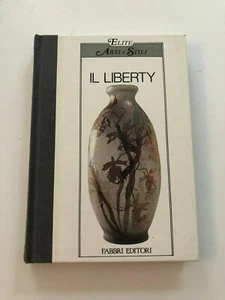 ELITE
ARTI e STILI
IL LIBERTY
FABBRI EDITORI